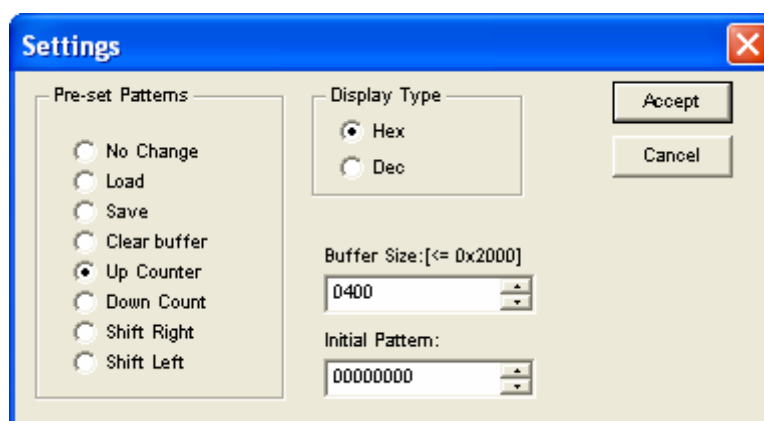 Settings
Pre-set Patterns
No Change
Load
Save
Clear buffer
Up Counter
Down Count
Shift Right
Shift Left
Display Type
Hex
Dec
Buffer Size:[<= 0x2000]
0400
Initial Pattern:
00000000
Accept
Cancel